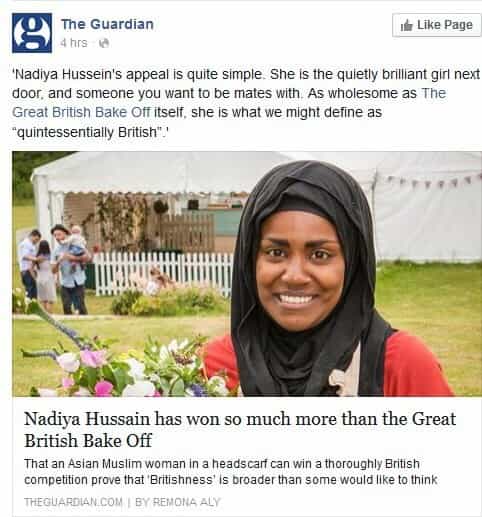 The Guardian
4 hrs ·
Like Page
'Nadiya Hussein's appeal is quite simple. She is the quietly brilliant girl next
door, and someone you want to be mates with. As wholesome as The
Great British Bake Off itself, she is what we might define as
“quintessentially British”.'
Nadiya Hussain has won so much more than the Great
British Bake Off
That an Asian Muslim woman in a headscarf can win a thoroughly British
competition prove that 'Britishness' is broader than some would like to think
THEGUARDIAN.COM | BY REMONA ALY